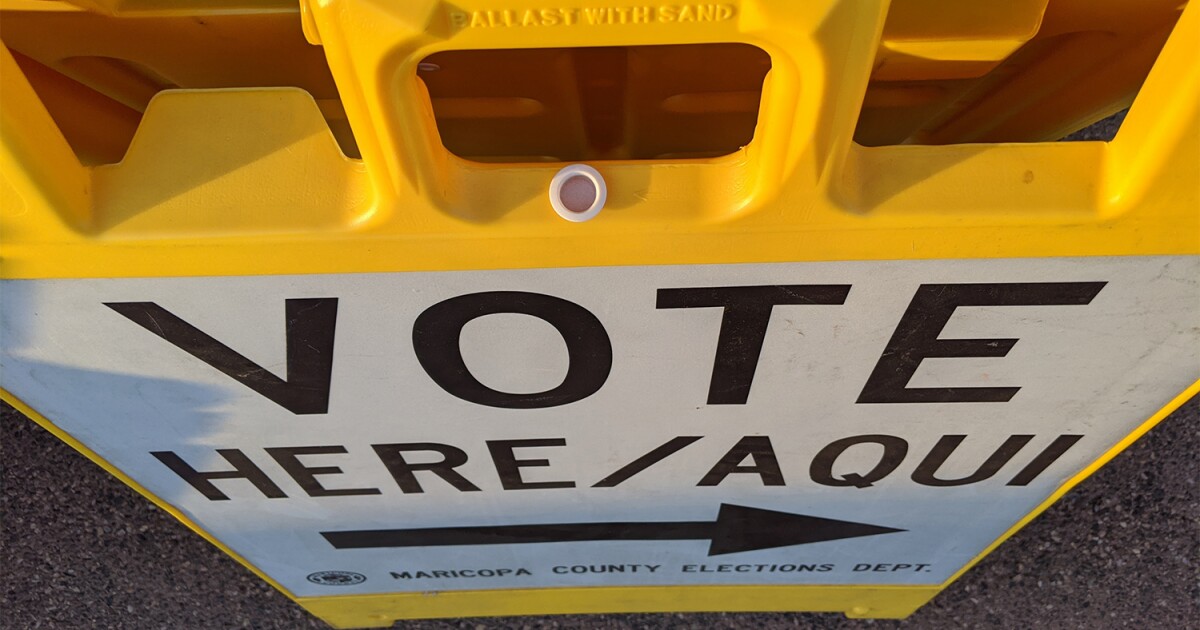 BALLAST WITH SAND
VOTE
HERE/AQUI
MARICOPA COUNTY ELECTIONS DEPT.